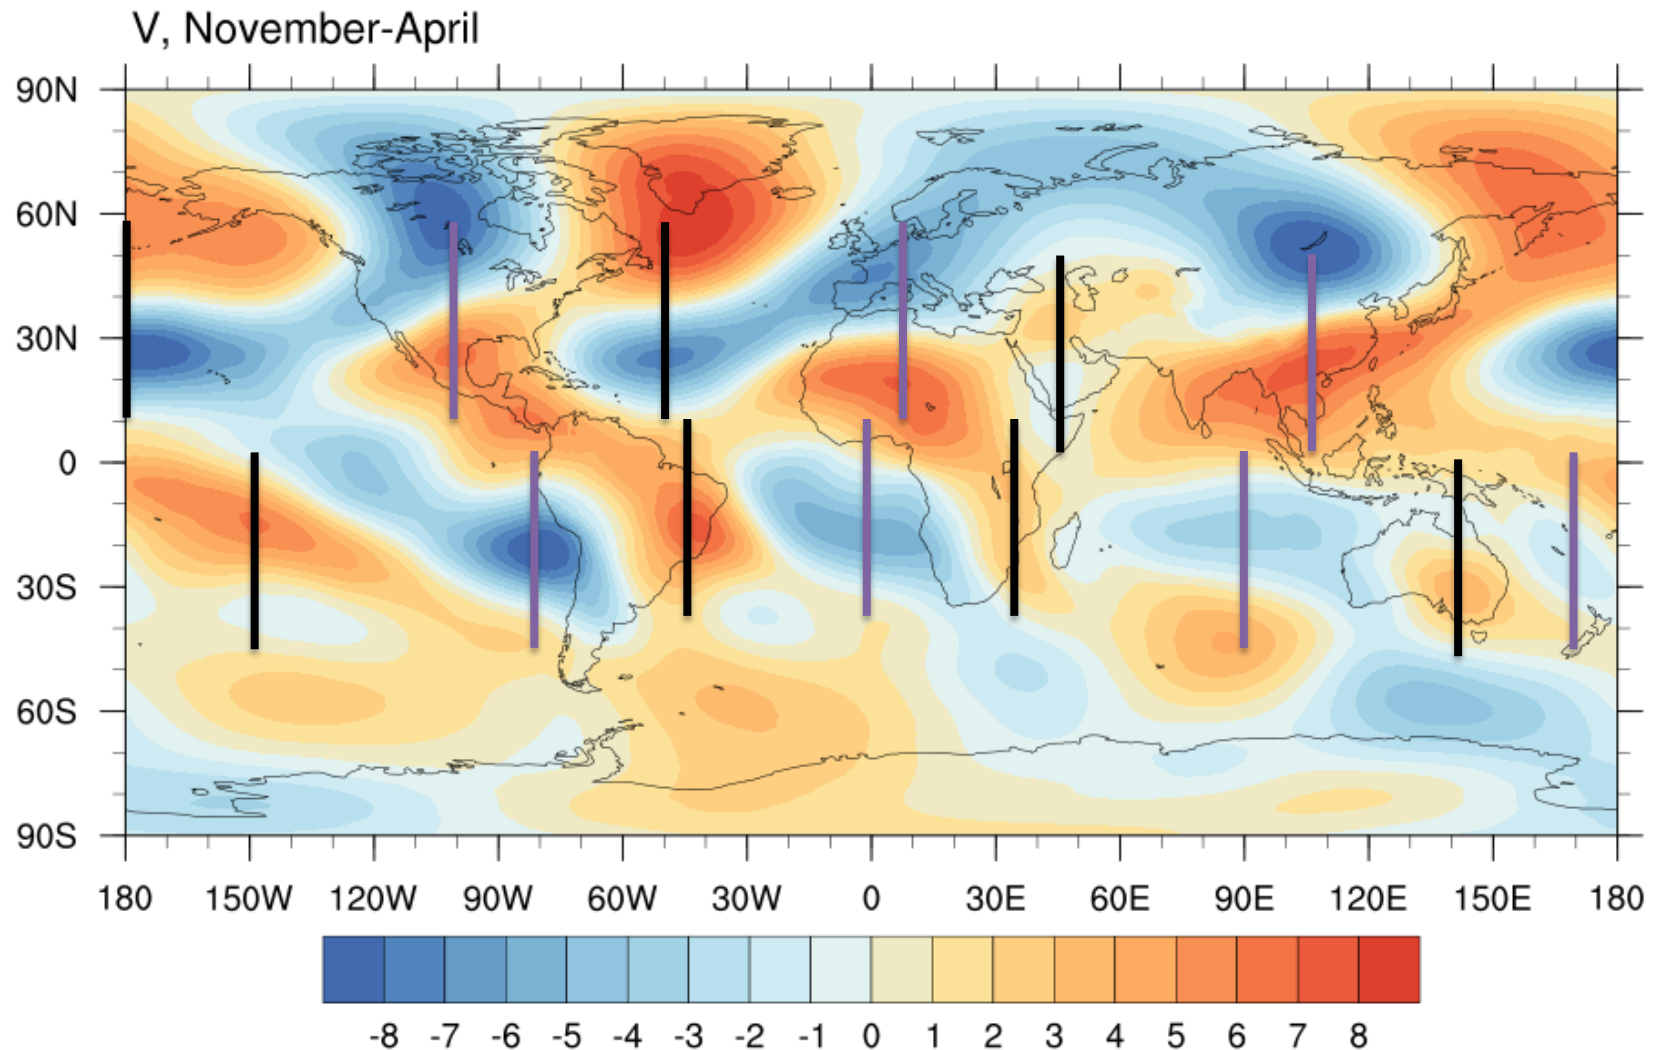 V, November-April
90N
60N
30N
0
30S
60S
90S
180 150W 120W 90W 60W 30W 0 30E 60E 90E 120E 150E 180
-8 -7 -6 -5 -4 -3 -2 -1 0 1 2 3 4 5 6 7 8